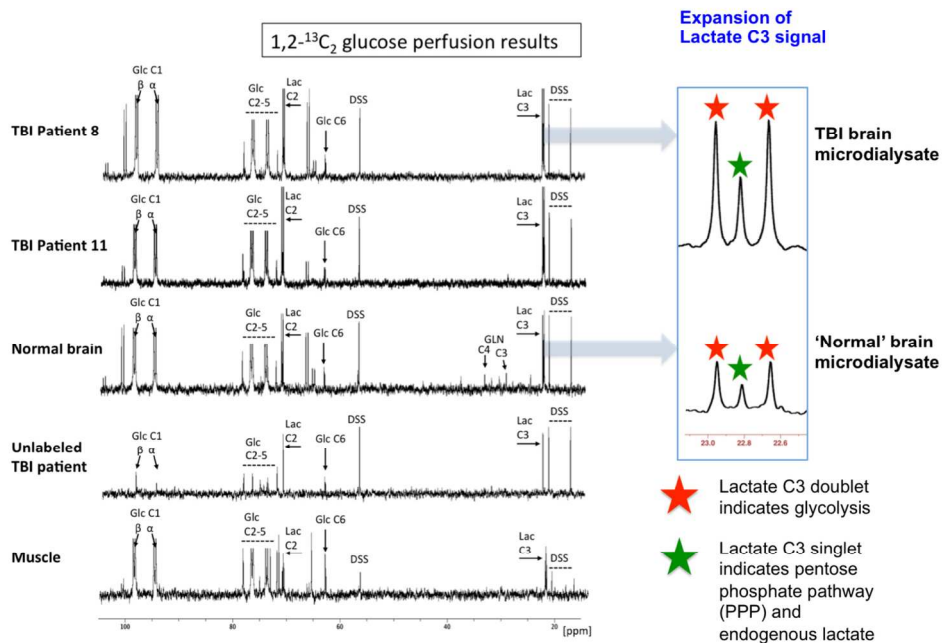 1,2-¹³C₂ glucose perfusion results
Expansion of
Lactate C3 signal
TBI Patient 8
Glc C1
β α
Glc
C2-5
Lac
C2
Glc C6
DSS
Lac
C3
DSS
TBI brain
microdialysate
TBI Patient 11
Glc C1
β α
Glc
C2-5
Lac
C2
Glc C6
DSS
Lac
C3
DSS
Normal brain
Glc C1
β α
Glc
C2-5
Lac
C2
Glc C6
DSS
GLN
C4 C3
Lac
C3
DSS
'Normal' brain
microdialysate
23.0 22.8 22.6
Unlabeled
TBI patient
Glc C1
β α
Glc
C2-5
Lac
C2
Glc C6
DSS
Lac
C3
DSS
Muscle
Glc C1
β α
Glc
C2-5
Lac
C2
Glc C6
DSS
Lac
C3
DSS
100 80 60 40 [ppm] 20
Lactate C3 doublet
indicates glycolysis
Lactate C3 singlet
indicates pentose
phosphate pathway
(PPP) and
endogenous lactate